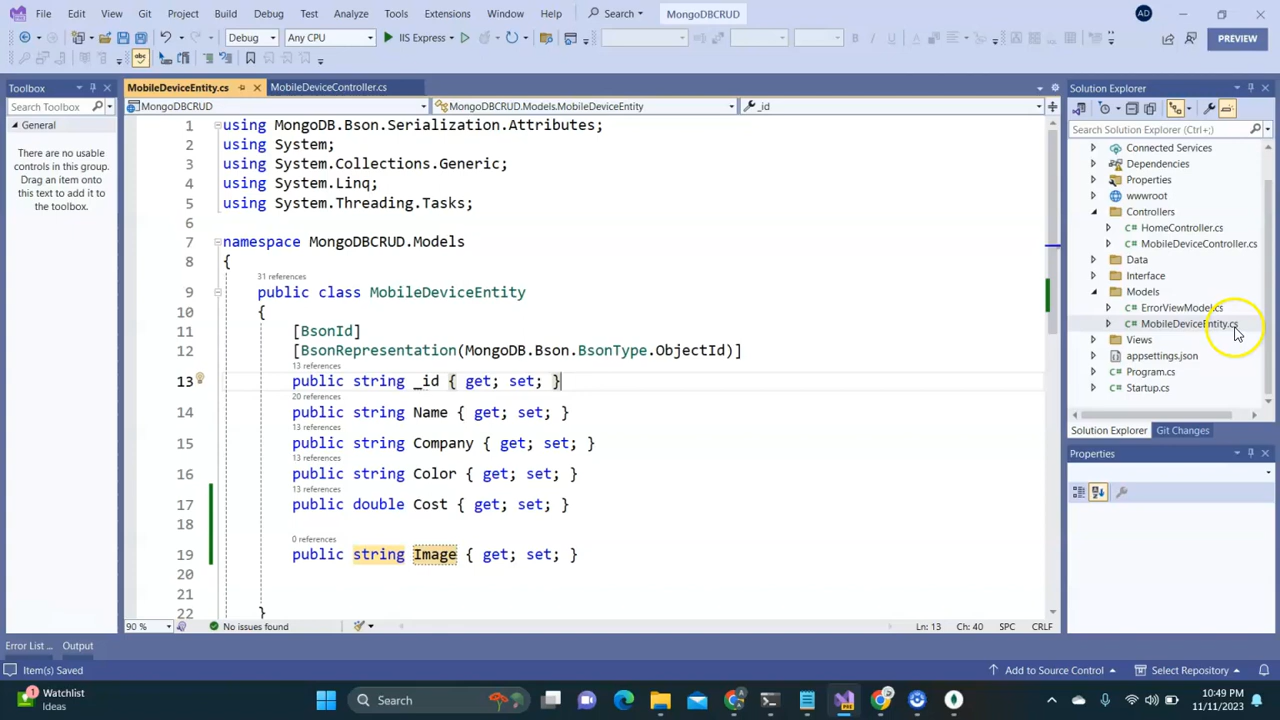 File Edit View Git Project Build Debug Test Analyze Tools Extensions Window Help Search MongoDBCRUD AD
Debug Any CPU IIS Express PREVIEW
Toolbox
Search Toolbox
General
There are no usable
controls in this group.
Drag an item onto
this text to add it to
the toolbox.
MobileDeviceEntity.cs MobileDeviceController.cs
MongoDBCRUD MongoDBCRUD.Models.MobileDeviceEntity _id
1 using MongoDB.Bson.Serialization.Attributes;
2 using System;
3 using System.Collections.Generic;
4 using System.Linq;
5 using System.Threading.Tasks;
6
7 namespace MongoDBCRUD.Models
8 {
31 references
9 public class MobileDeviceEntity
10 {
11 [BsonId]
12 [BsonRepresentation(MongoDB.Bson.BsonType.ObjectId)]
13 references
13 public string _id { get; set; }
20 references
14 public string Name { get; set; }
13 references
15 public string Company { get; set; }
13 references
16 public string Color { get; set; }
13 references
17 public double Cost { get; set; }
18
0 references
19 public string Image { get; set; }
20
21
22 }
90 % No issues found Ln: 13 Ch: 40 SPC CRLF
Solution Explorer
Search Solution Explorer (Ctrl+;)
Connected Services
Dependencies
Properties
wwwroot
Controllers
C# HomeController.cs
C# MobileDeviceController.cs
Data
Interface
Models
C# ErrorViewModel.cs
C# MobileDeviceEntity.cs
Views
appsettings.json
C# Program.cs
C# Startup.cs
Solution Explorer Git Changes
Properties
Error List ... Output
Item(s) Saved Add to Source Control Select Repository
1 Watchlist
Ideas
Search
10:49 PM
11/11/2023